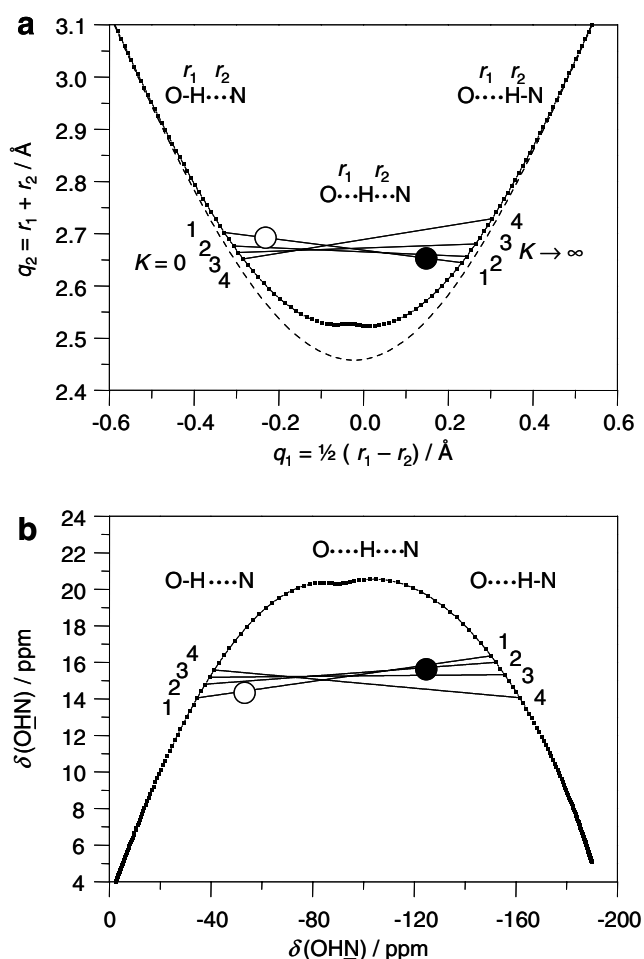 a
3.1
3.0
2.9
2.8
2.7
2.6
2.5
2.4
q2 = r1 + r2 / Å
r1 r2
O-H····N
r1 r2
O····H-N
r1 r2
O···H···N
1
2
3
4
K = 0
4
3
K → ∞
2
1
-0.6 -0.4 -0.2 0.0 0.2 0.4 0.6
q1 = ½ ( r1 – r2) / Å
b
24
22
20
18
16
14
12
10
8
6
4
δ(OHN) / ppm
O····H····N
O-H····N
O····H-N
4
3
2
1
1
2
3
4
0 -40 -80 -120 -160 -200
δ(OHN) / ppm